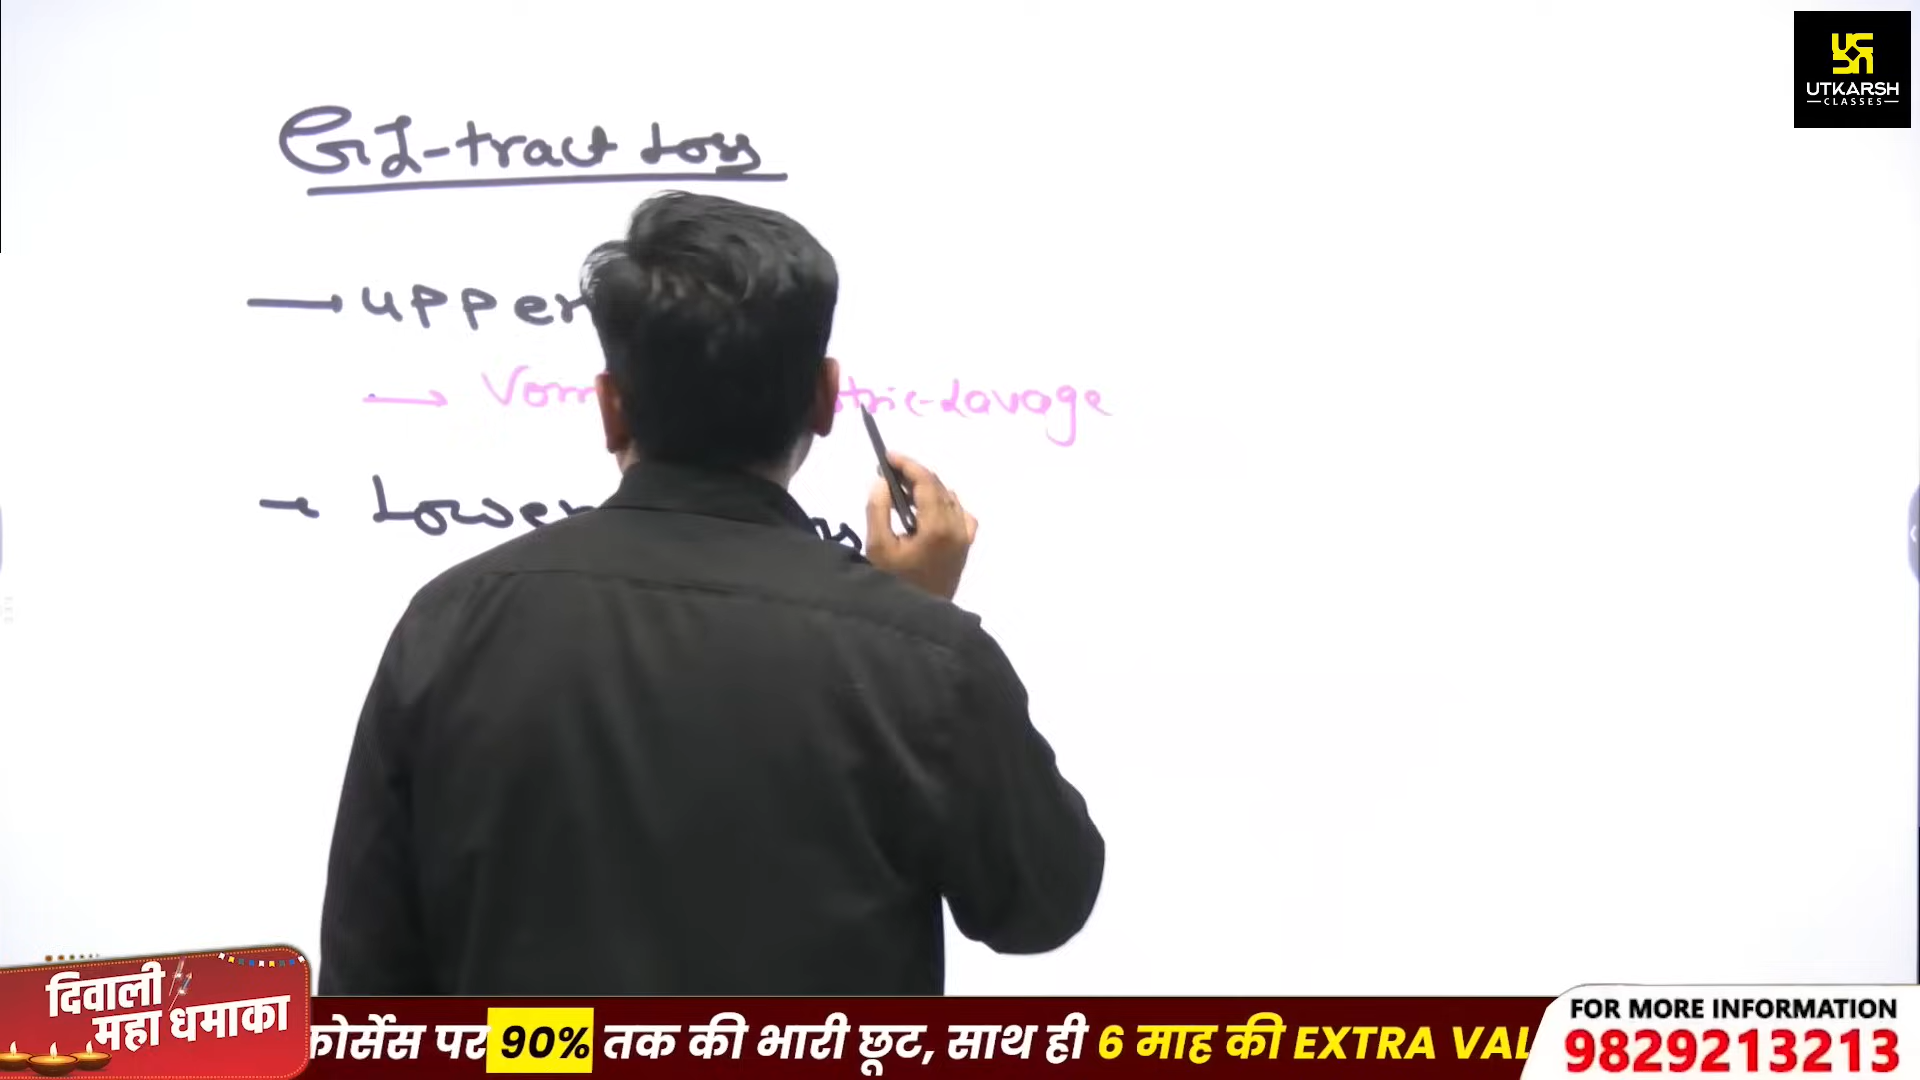 UTKARSH
CLASSES
GI-tract Loss
→ upper
→ Vom tric-Lavage
→ Lower
दिवाली
महा धमाका
कोर्सेस पर 90% तक की भारी छूट, साथ ही 6 माह की EXTRA VAL
FOR MORE INFORMATION
9829213213